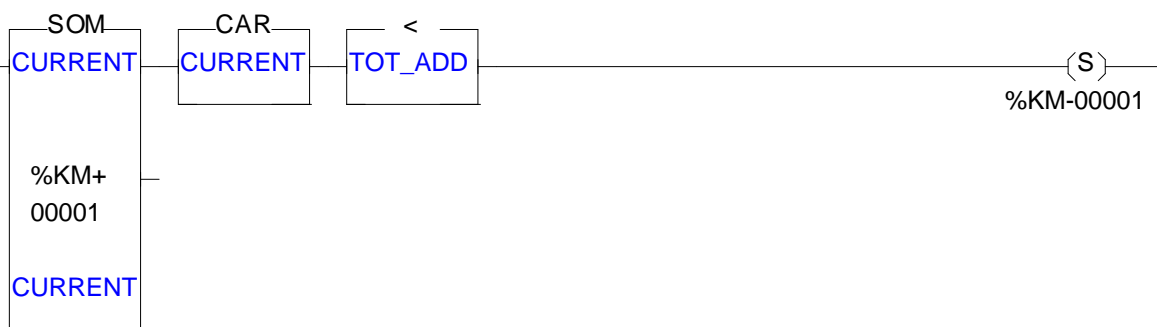 SOM CAR <
CURRENT CURRENT TOT_ADD (S)
%KM-00001
%KM+
00001
CURRENT